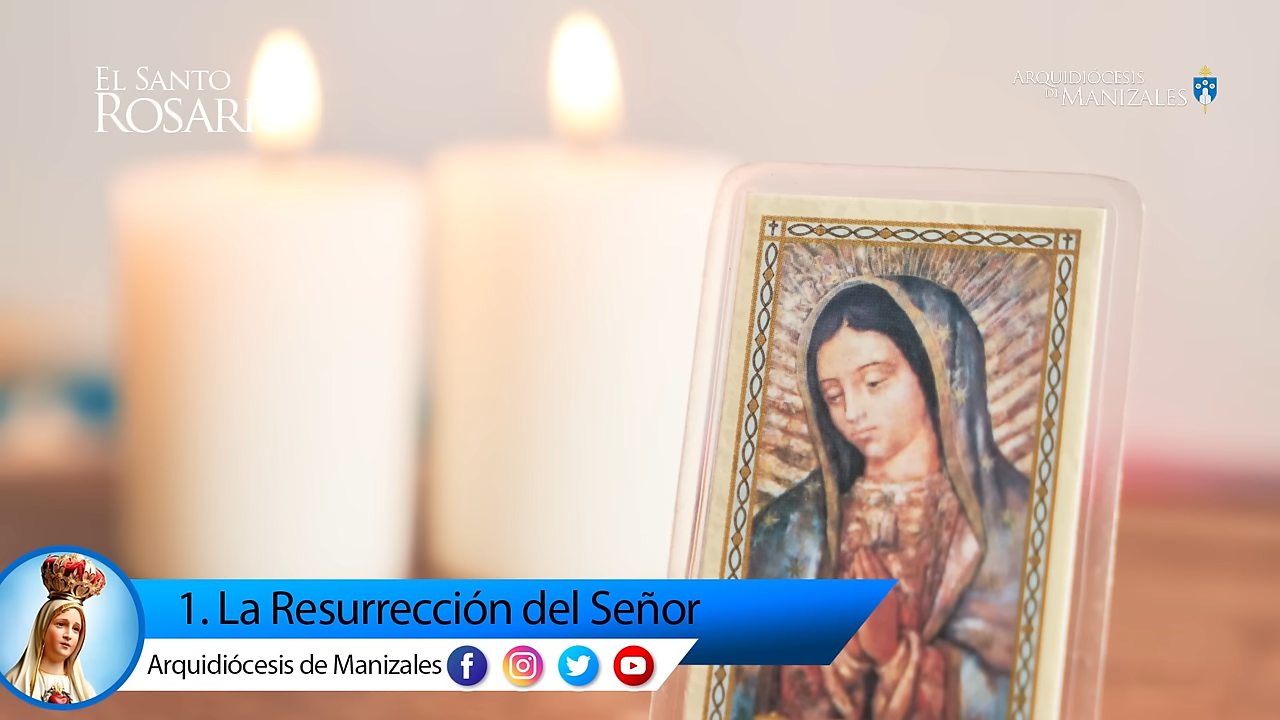 El Santo
Rosari
Arquidiócesis
de Manizales
1. La Resurrección del Señor
Arquidiócesis de Manizales